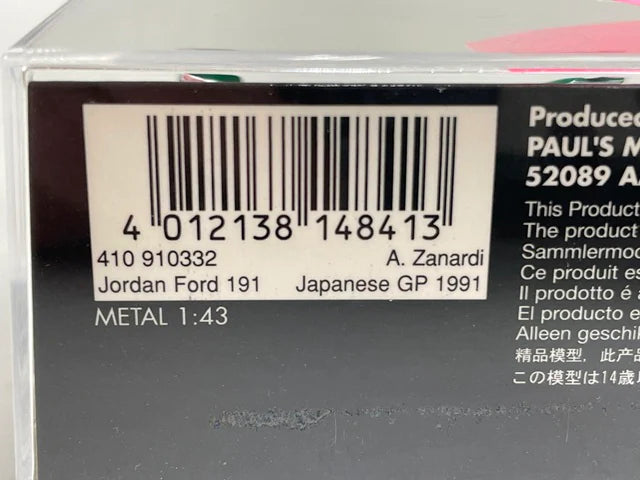 4 012138 148413
410 910332 A. Zanardi
Jordan Ford 191 Japanese GP 1991
METAL 1:43
Produced
PAUL'S M
52089 A
This Product
The product
Sammlermod
Ce produit es
Il prodotto é a
El producto e
Alleen geschik
精品模型, 此产品
この模型は14歳以